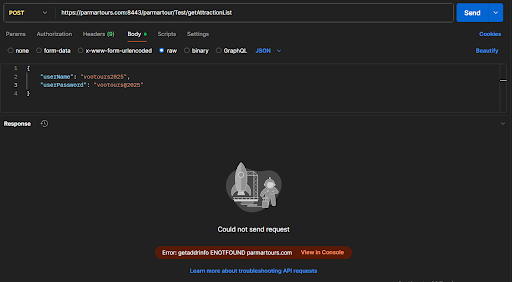 POST https://parmartours.com:8443/parmartour/Test/getAttractionList Send
Params Authorization Headers (9) Body Scripts Settings
none form-data x-www-form-urlencoded raw binary GraphQL JSON Beautify
Cookies
1 {
2 "userName": "vootours2025",
3 "userPassword": "vootours@2025"
4 }
Response
Could not send request
Error: getaddrinfo ENOTFOUND parmartours.com View in Console
Learn more about troubleshooting API requests